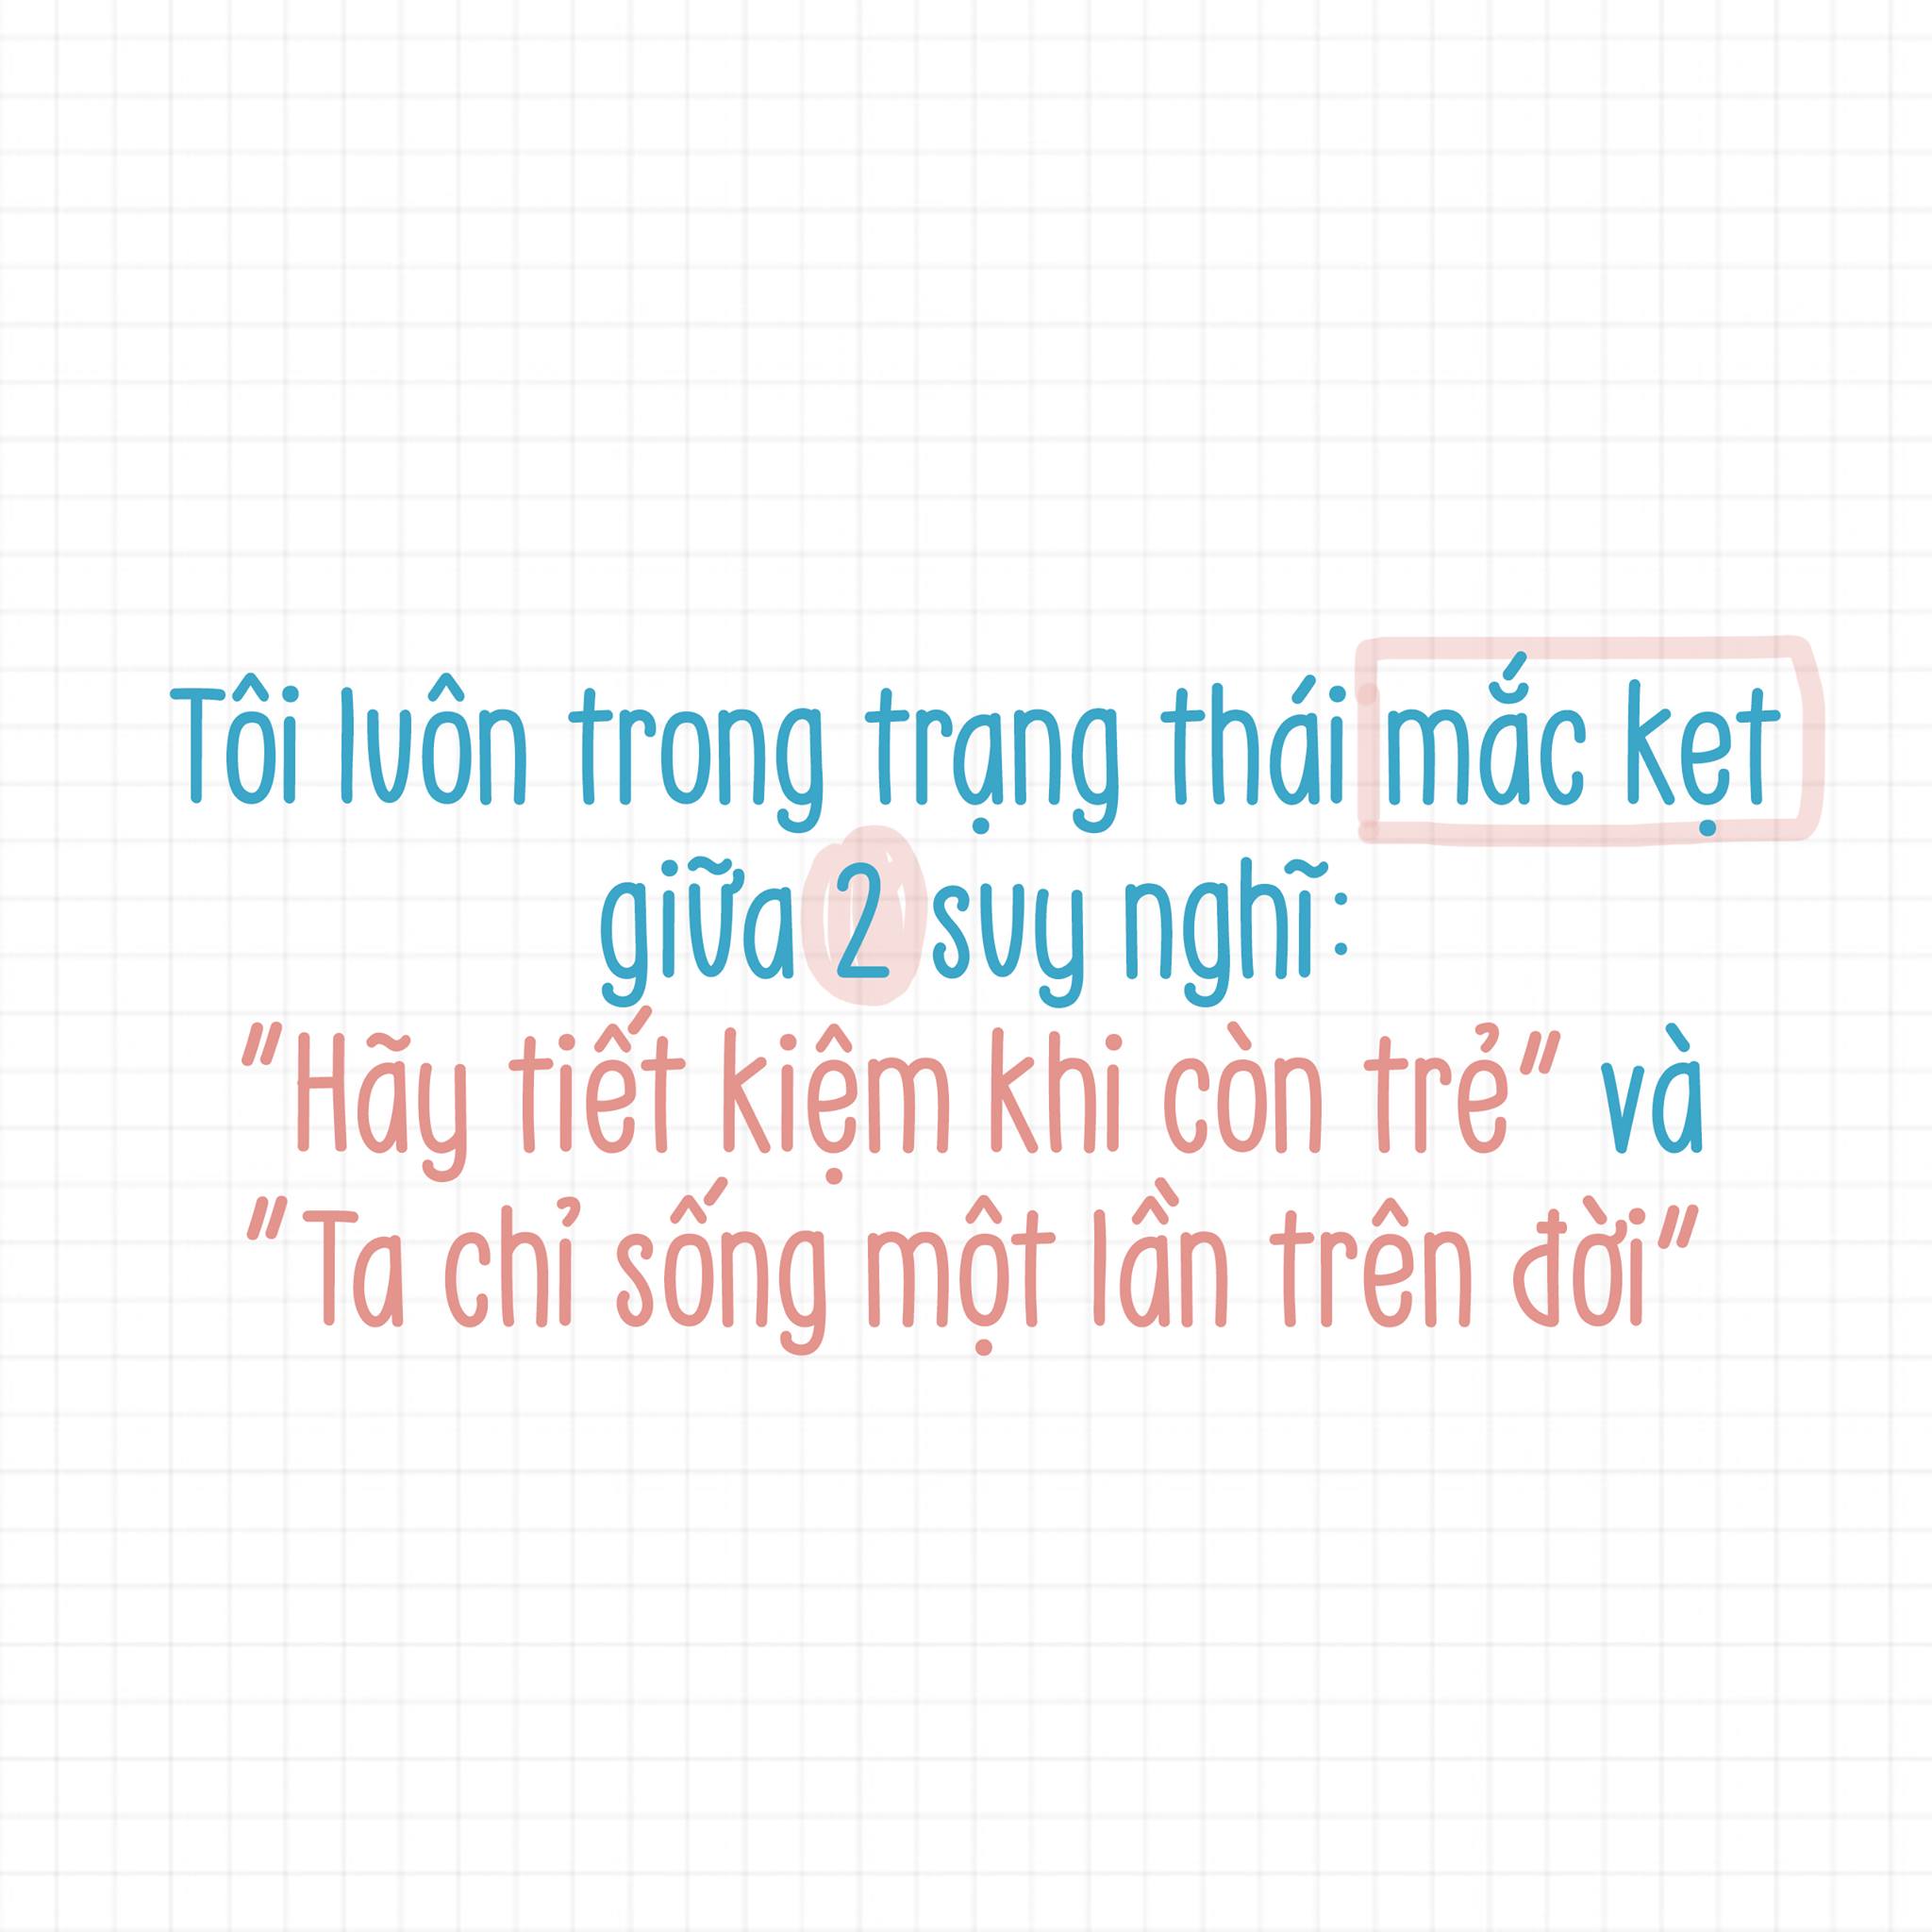 Tôi luôn trong trạng thái mắc kẹt
giữa 2 suy nghĩ:
"Hãy tiết kiệm khi còn trẻ" và
"Ta chỉ sống một lần trên đời"